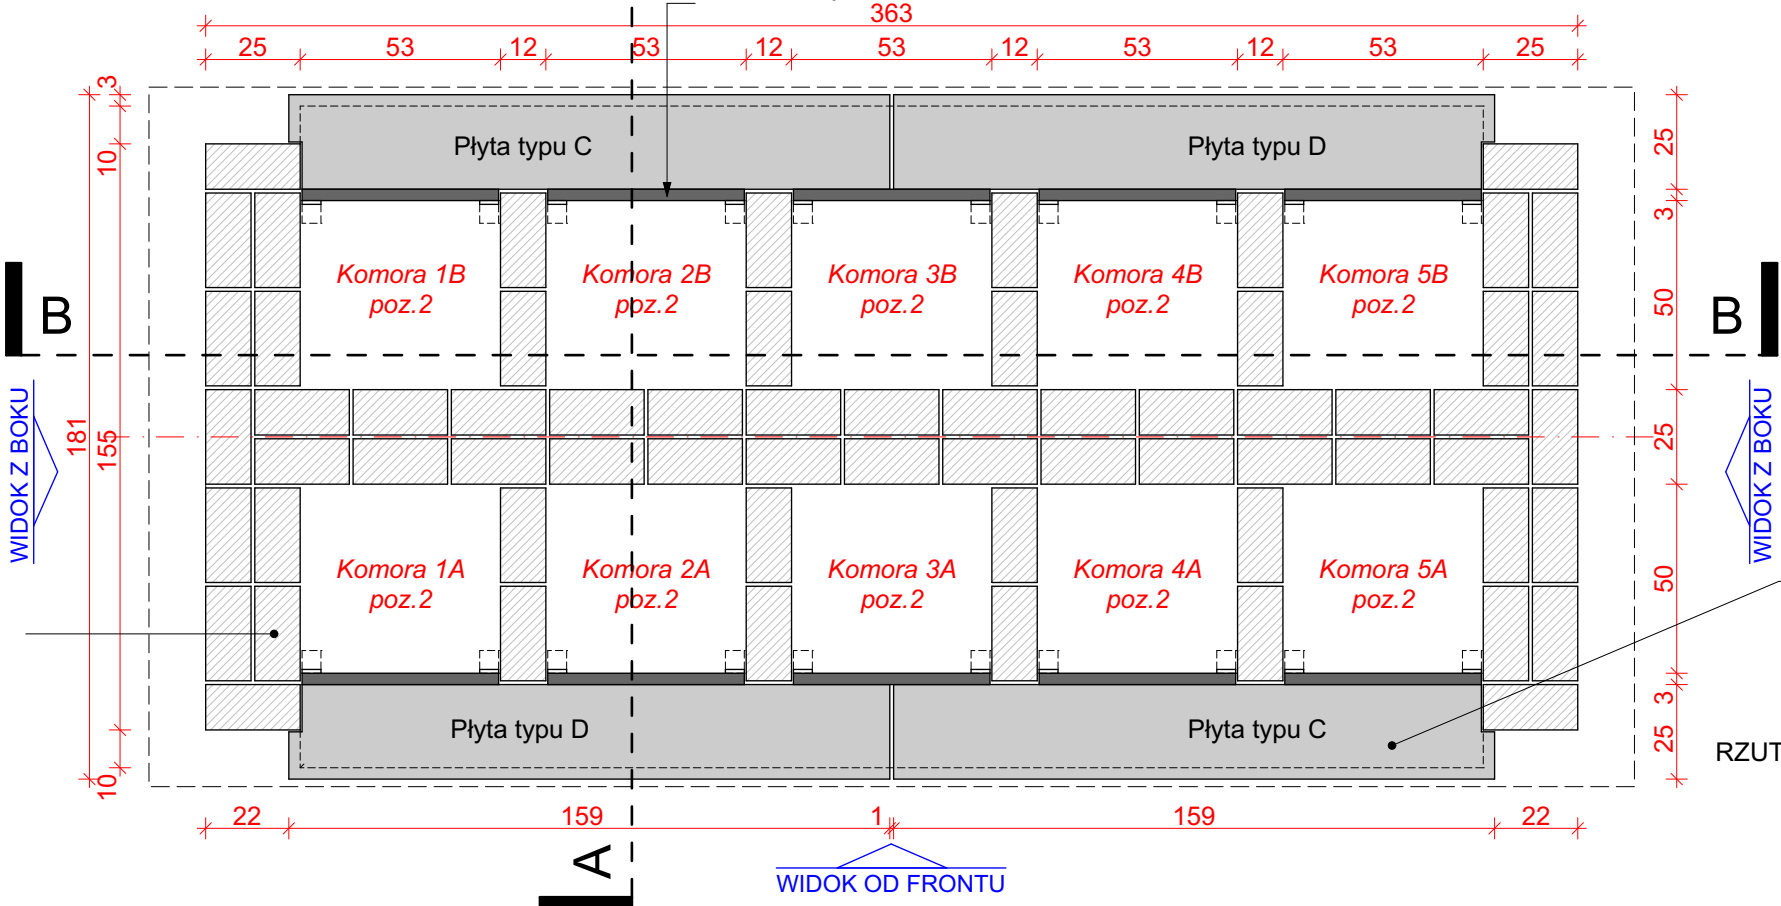 363
25 53 12 53 12 53 12 53 12 53 25
3
Płyta typu C
Płyta typu D
10
25
3
Komora 1B
poz.2
Komora 2B
poz.2
Komora 3B
poz.2
Komora 4B
poz.2
Komora 5B
poz.2
50
B
B
WIDOK Z BOKU
181
155
25
WIDOK Z BOKU
Komora 1A
poz.2
Komora 2A
poz.2
Komora 3A
poz.2
Komora 4A
poz.2
Komora 5A
poz.2
50
3
Płyta typu D
Płyta typu C
25
RZUT
10
22 159 1 159 22
A
WIDOK OD FRONTU